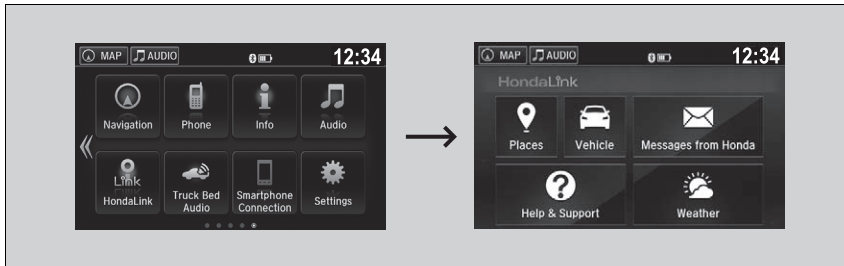 MAP AUDIO 12:34
Navigation Phone Info Audio
Link
HondaLink Truck Bed Audio Smartphone Connection Settings
MAP AUDIO 12:34
HondaLink
Places Vehicle Messages from Honda
Help & Support Weather